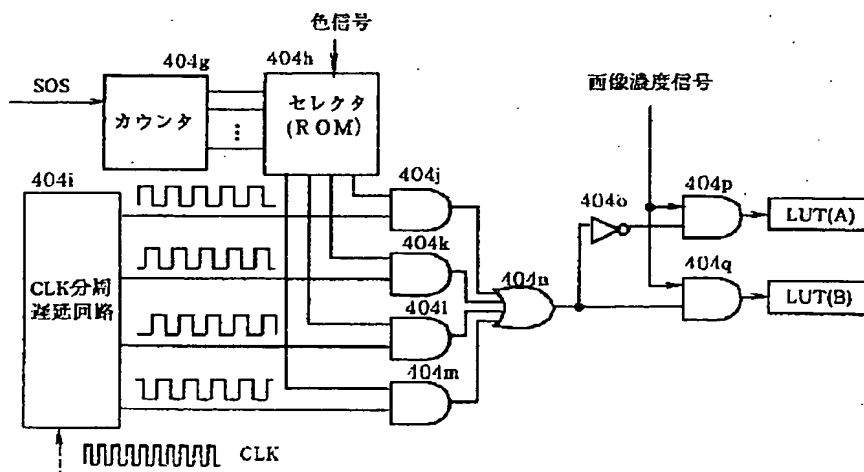 色信号
404g
404h
SOS
カウンタ
セレクタ
(ROM)
画像濃度信号
404i
404j
404k
404l
404m
404n
404o
404p
404q
LUT(A)
LUT(B)
CLK分周
遅延回路
CLK